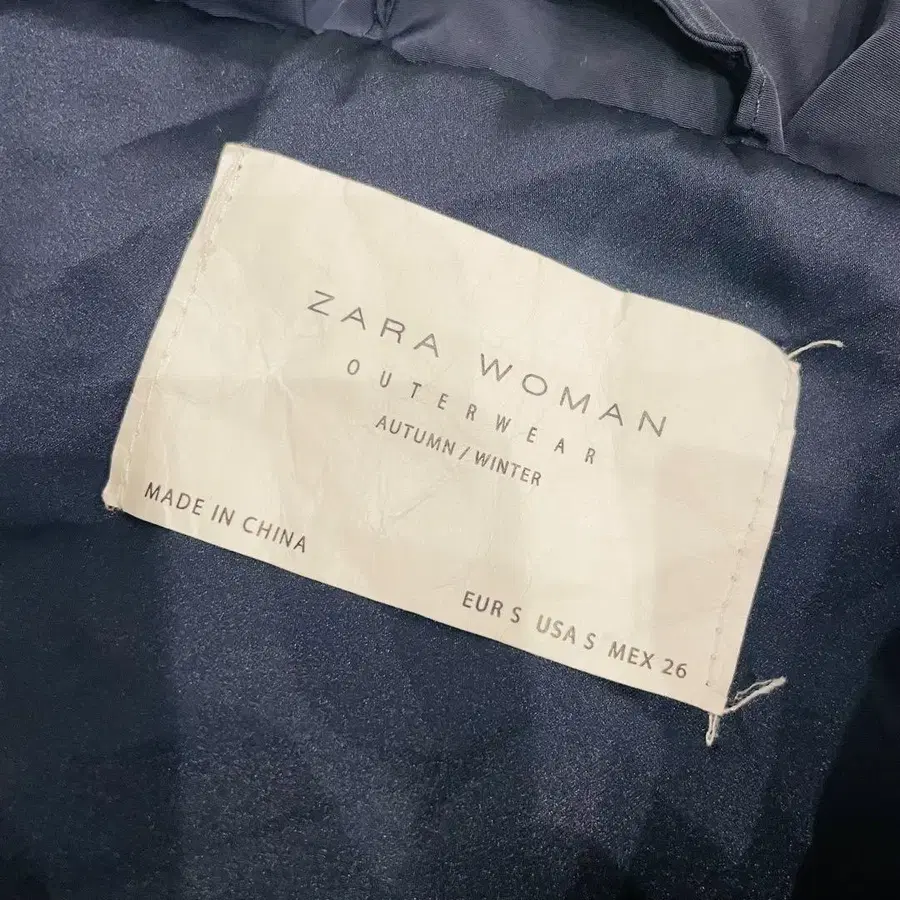 ZARA WOMAN
OUTERWEAR
AUTUMN / WINTER
MADE IN CHINA
EUR S USA S MEX 26